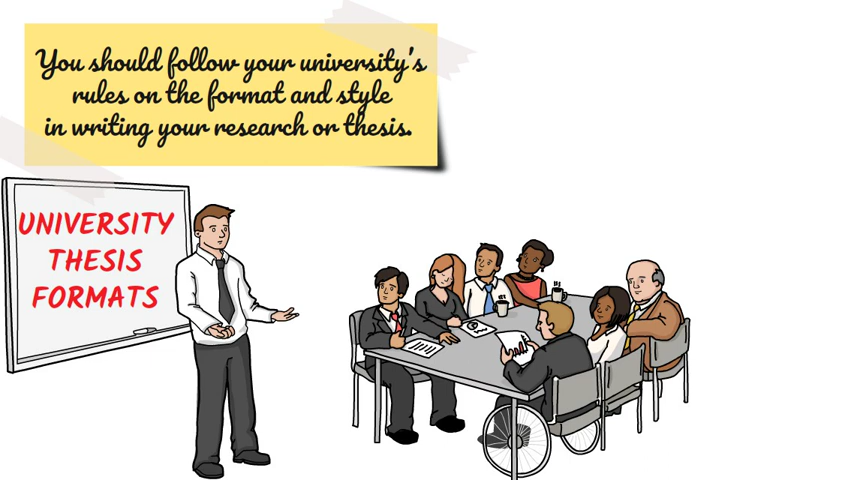 You should follow your university's
rules on the format and style
in writing your research or thesis.
UNIVERSITY
THESIS
FORMATS